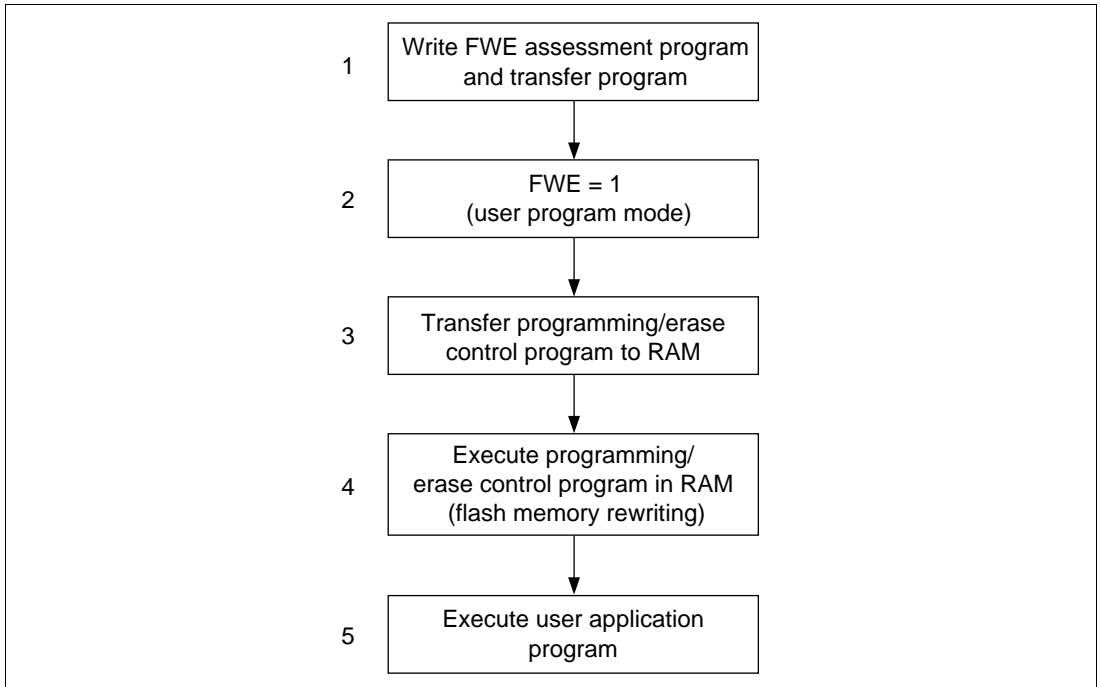 1
Write FWE assessment program
and transfer program
2
FWE = 1
(user program mode)
3
Transfer programming/erase
control program to RAM
4
Execute programming/
erase control program in RAM
(flash memory rewriting)
5
Execute user application
program